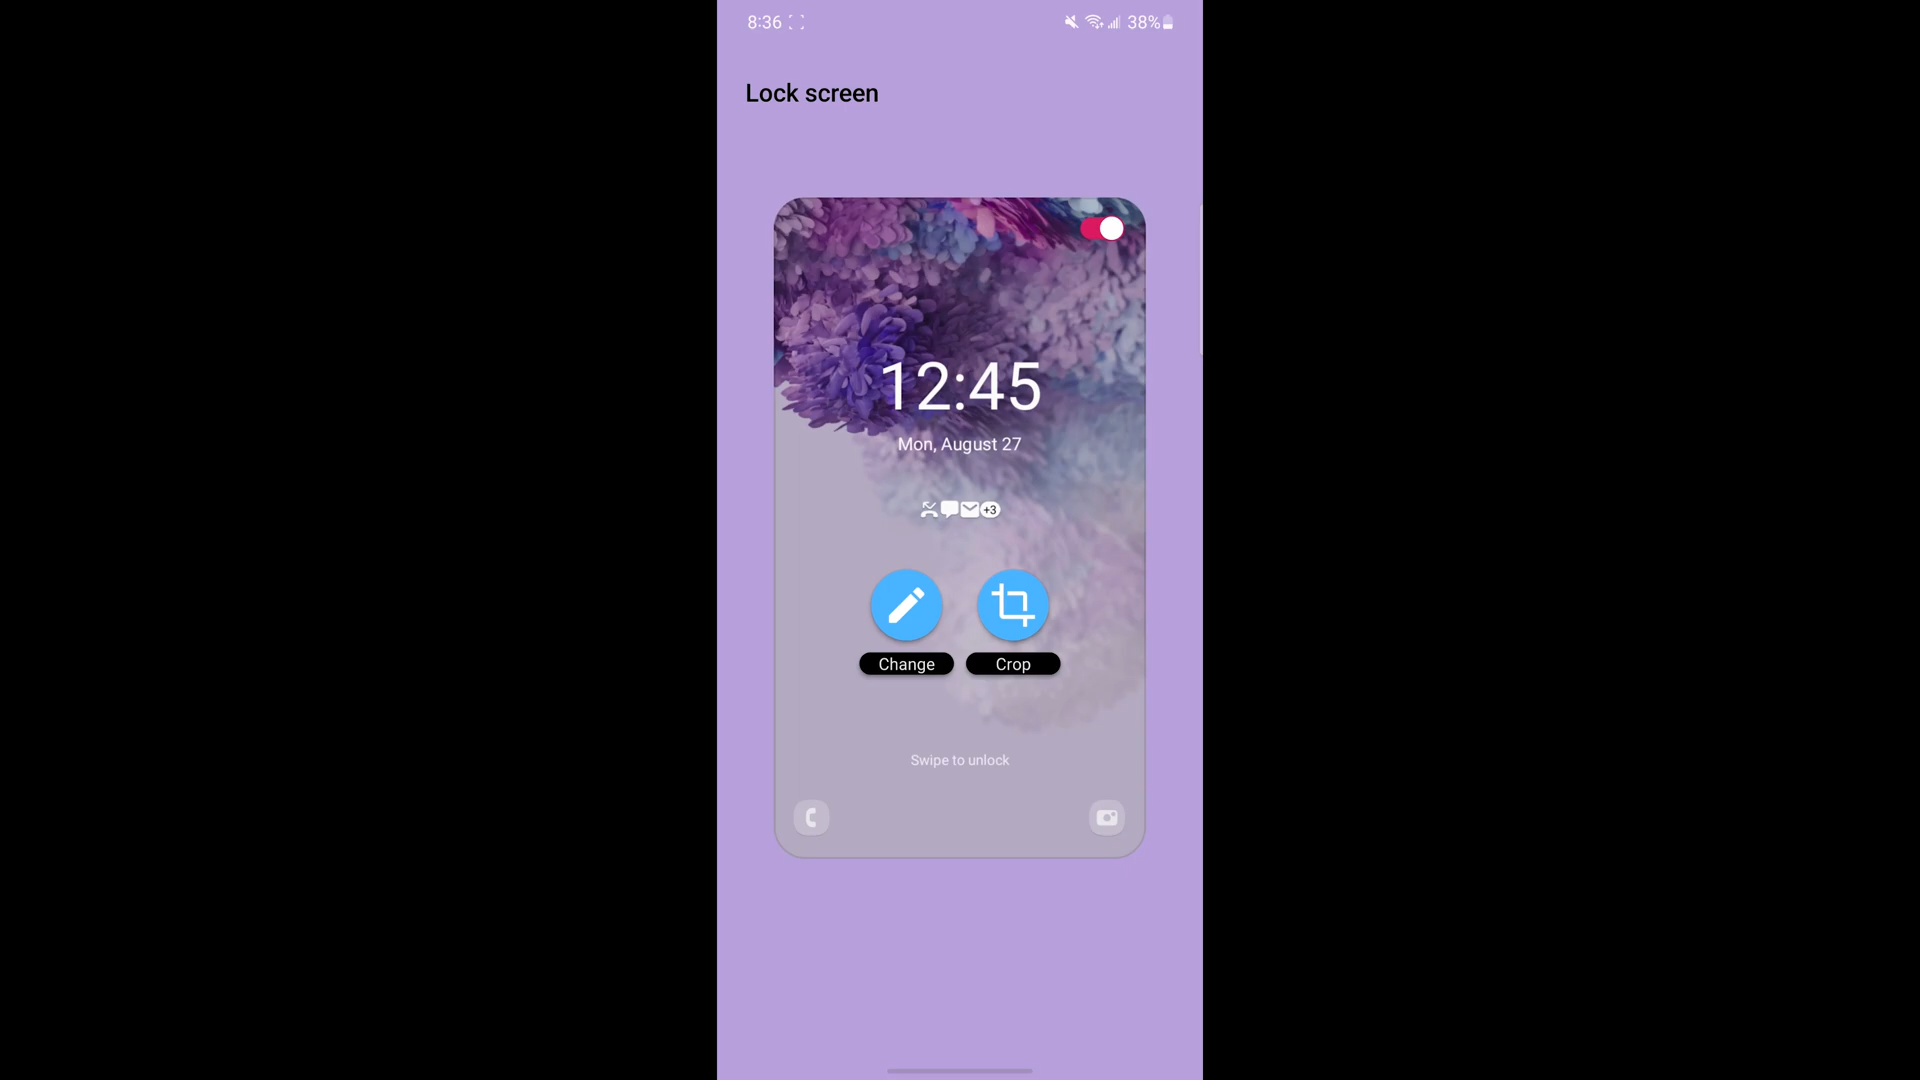 8:36 38%
Lock screen
12:45
Mon, August 27
+3
Change Crop
Swipe to unlock